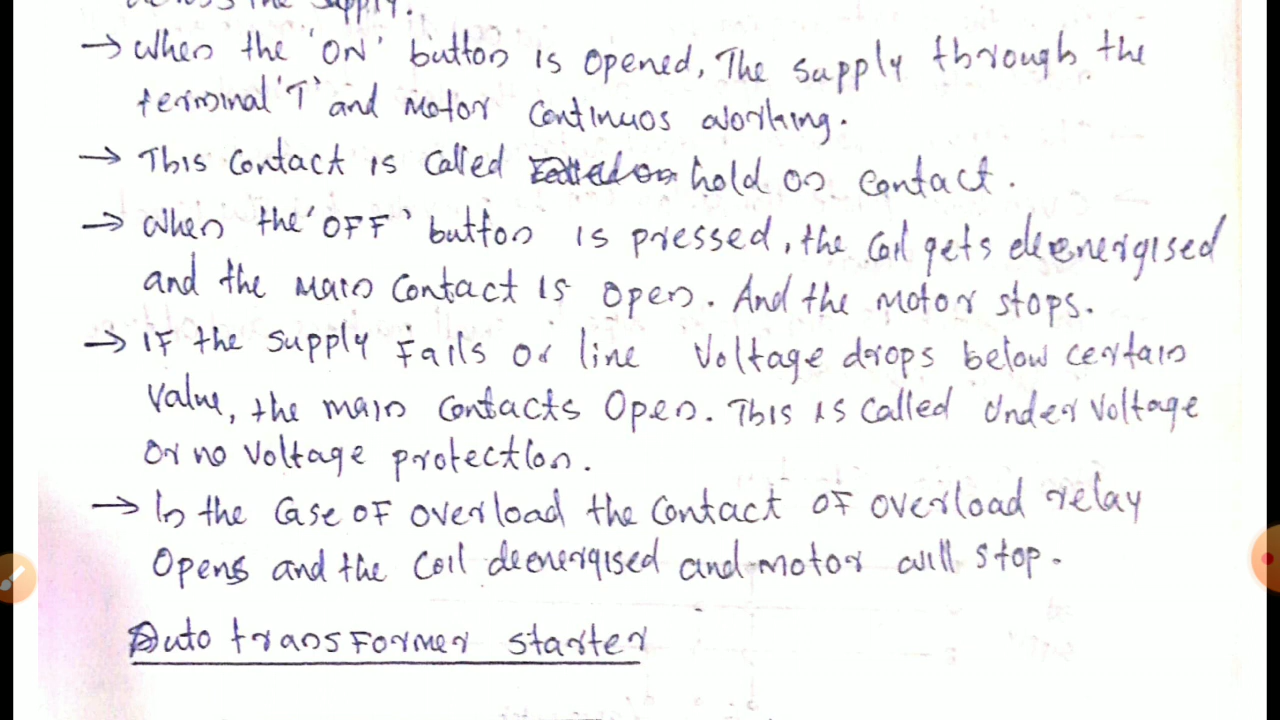 across the supply.
→ When the 'ON' button is opened, The supply through the
terminal 'T' and Motor Continuos working.
→ This Contact is Called hold on contact.
→ When the 'OFF' button is pressed, the coil gets deenergised
and the main Contact is open. And the motor stops.
→ IF the supply Fails or line Voltage drops below certain
Value, the main contacts Open. This is Called Under Voltage
Or no Voltage protection.
→ In the Case OF overload the Contact OF overload relay
Opens and the Coil deenergised and motor will stop.
Auto transFormer starter